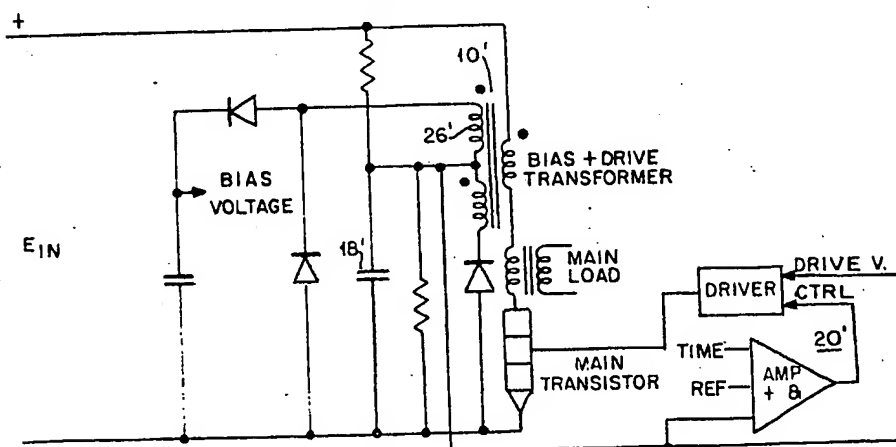 +
10'
26'
BIAS + DRIVE
TRANSFORMER
BIAS
VOLTAGE
E IN
18'
MAIN
LOAD
DRIVE V.
DRIVER
CTRL
20'
TIME
MAIN
TRANSISTOR
REF
AMP
+ &